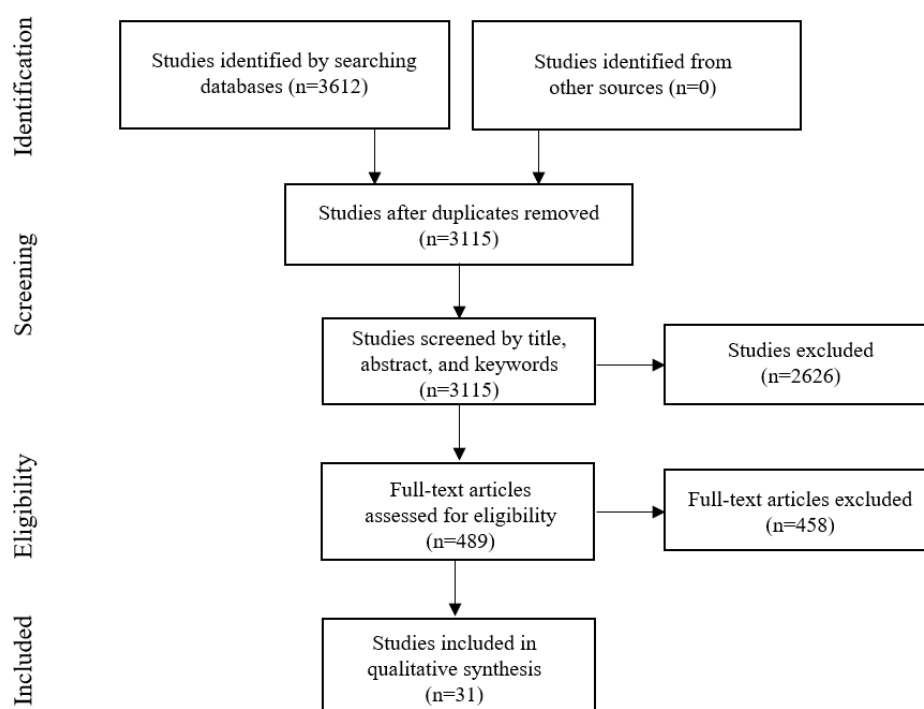 Identification
Studies identified by searching
databases (n=3612)
Studies identified from
other sources (n=0)
Screening
Studies after duplicates removed
(n=3115)
Studies screened by title,
abstract, and keywords
(n=3115)
Studies excluded
(n=2626)
Eligibility
Full-text articles
assessed for eligibility
(n=489)
Full-text articles excluded
(n=458)
Included
Studies included in
qualitative synthesis
(n=31)